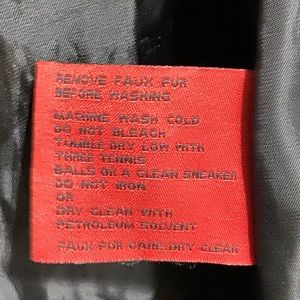 REMOVE FAUX FUR
BEFORE WASHING
MACHINE WASH COLD
DO NOT BLEACH
TUMBLE DRY LOW WITH
THREE TENNIS
BALLS OR A CLEAN SNEAKER
DO NOT IRON
OR
DRY CLEAN WITH
PETROLEUM SOLVENT
FAUX FUR CARE:DRY CLEAN